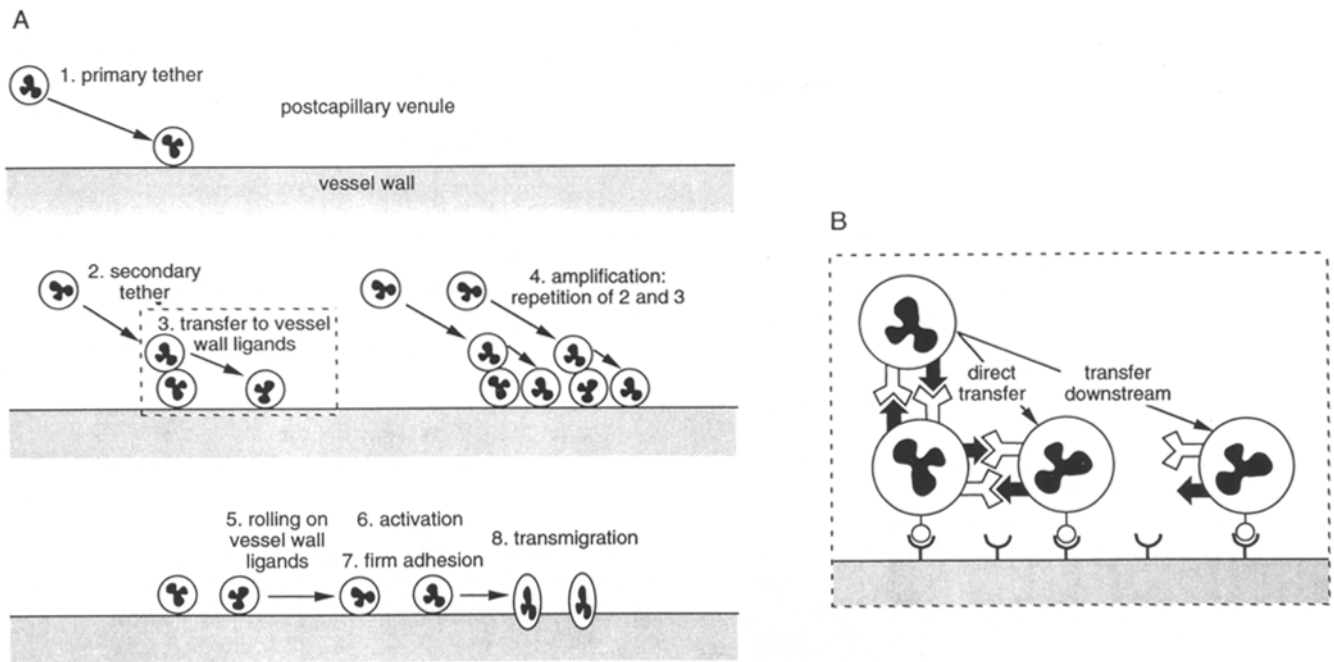 A
1. primary tether
postcapillary venule
vessel wall
2. secondary
tether
3. transfer to vessel
wall ligands
4. amplification:
repetition of 2 and 3
5. rolling on
vessel wall
ligands
6. activation
7. firm adhesion
8. transmigration
B
direct
transfer
transfer
downstream